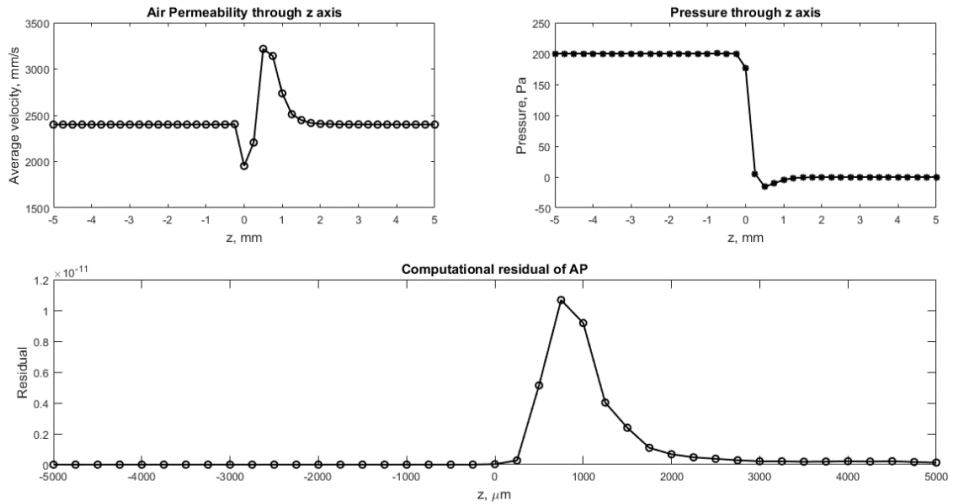 Air Permeability through z axis
Average velocity, mm/s
3500
3000
2500
2000
1500
-5 -4 -3 -2 -1 0 1 2 3 4 5
z, mm
Pressure through z axis
Pressure, Pa
250
200
150
100
50
0
-50
-5 -4 -3 -2 -1 0 1 2 3 4 5
z, mm
Computational residual of AP
×10⁻¹¹
Residual
1.2
1
0.8
0.6
0.4
0.2
0
-5000 -4000 -3000 -2000 -1000 0 1000 2000 3000 4000 5000
z, μm